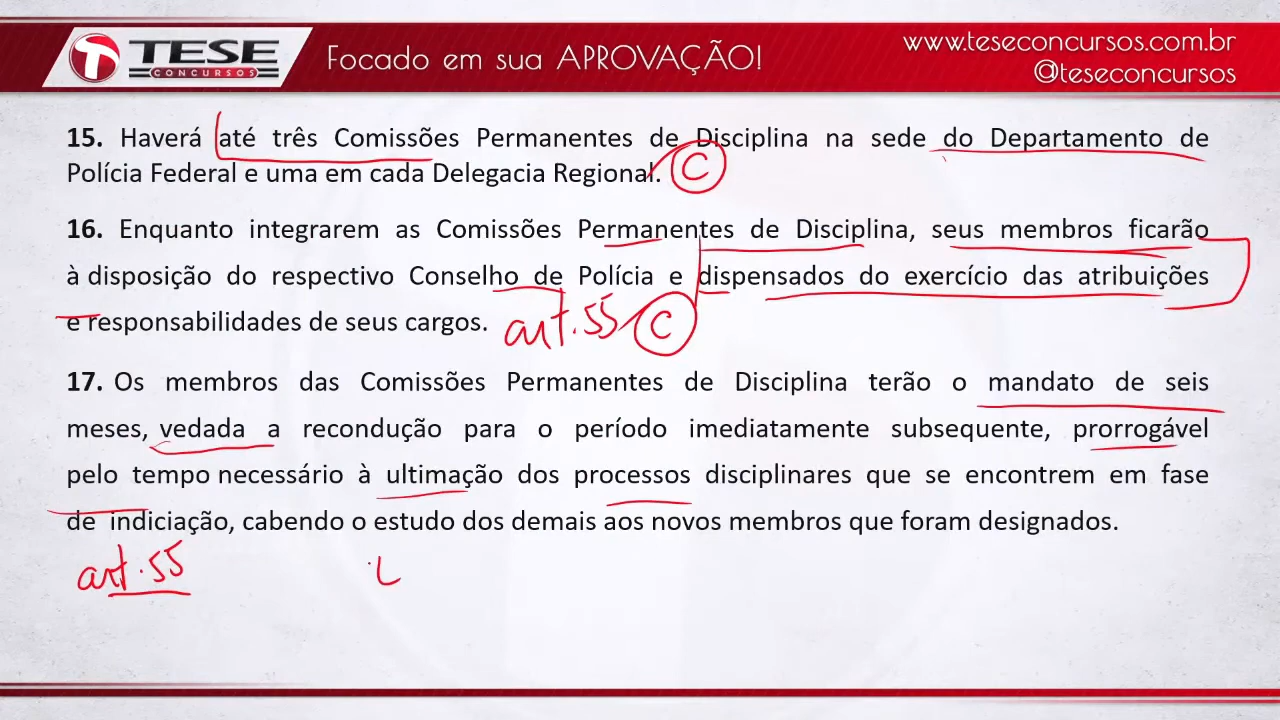 TESE
CONCURSOS
Focado em sua APROVAÇÃO!
www.teseconcursos.com.br
@teseconcursos
15. Haverá até três Comissões Permanentes de Disciplina na sede do Departamento de
Polícia Federal e uma em cada Delegacia Regional. C
16. Enquanto integrarem as Comissões Permanentes de Disciplina, seus membros ficarão
à disposição do respectivo Conselho de Polícia e dispensados do exercício das atribuições
e responsabilidades de seus cargos. art.55 C
17. Os membros das Comissões Permanentes de Disciplina terão o mandato de seis
meses, vedada a recondução para o período imediatamente subsequente, prorrogável
pelo tempo necessário à ultimação dos processos disciplinares que se encontrem em fase
de indiciação, cabendo o estudo dos demais aos novos membros que foram designados.
art.55